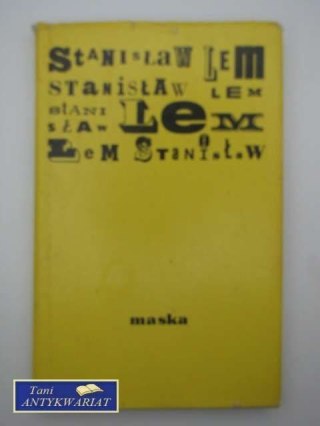 Stanisław Lem
Stanisław Lem
Stani
sław Lem
Lem Stanisław
maska
Tani
ANTYKWARIAT